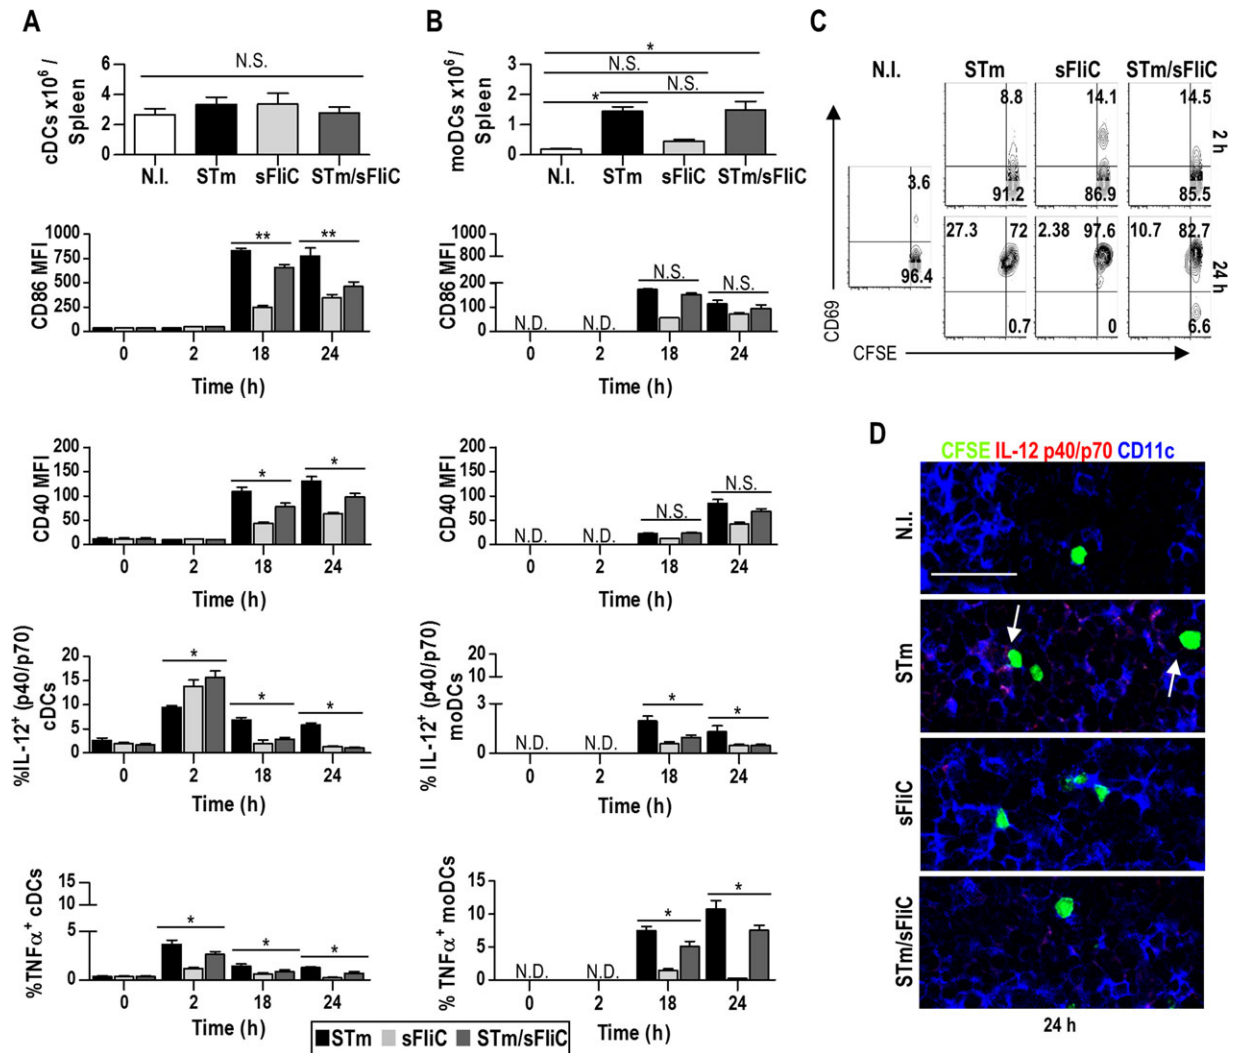 A
cDCs x10⁶ /
Spleen
6
4
2
0
N.S.
N.I. STm sFliC STm/sFliC
CD86 MFI
1000
750
500
250
0
** **
0 2 18 24
Time (h)
CD40 MFI
200
150
100
50
0
* *
0 2 18 24
Time (h)
%IL-12⁺ (p40/p70)
cDCs
20
15
10
5
0
* * *
0 2 18 24
Time (h)
%TNFα⁺ cDCs
15
10
5
0
* * *
0 2 18 24
Time (h)
B
moDCs x10⁶ /
Spleen
3
2
1
0
*
N.S.
N.S.
*
N.I. STm sFliC STm/sFliC
CD86 MFI
1000
750
500
200
100
0
N.D. N.D. N.S. N.S.
0 2 18 24
Time (h)
CD40 MFI
200
150
100
50
0
N.D. N.D. N.S. N.S.
0 2 18 24
Time (h)
% IL-12⁺ (p40/p70)
moDCs
20
15
10
3
0
N.D. N.D. * *
0 2 18 24
Time (h)
% TNFα⁺ moDCs
15
10
5
0
N.D. N.D. * *
0 2 18 24
Time (h)
STm sFliC STm/sFliC
C
N.I. STm sFliC STm/sFliC
8.8 14.1 14.5
91.2 86.9 85.5
2 h
3.6
96.4
27.3 72 2.38 97.6 10.7 82.7
0.7 0 6.6
24 h
CD69
CFSE
D
CFSE IL-12 p40/p70 CD11c
N.I.
STm
sFliC
STm/sFliC
24 h